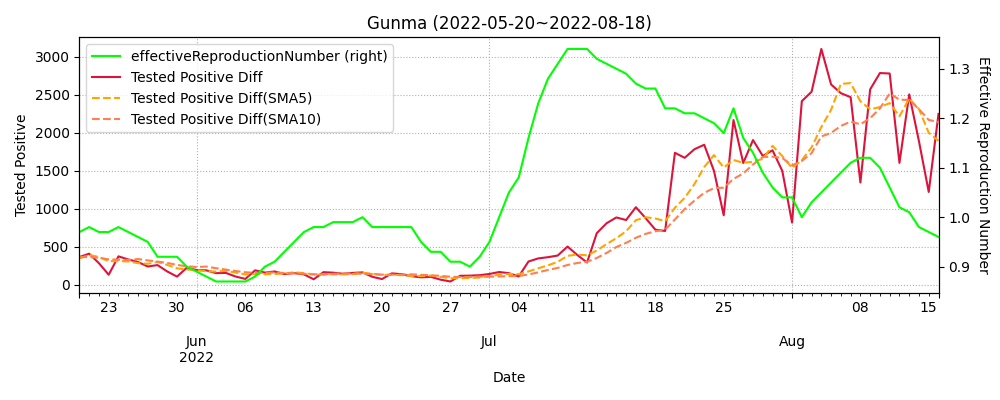 Gunma (2022-05-20~2022-08-18)
effectiveReproductionNumber (right)
Tested Positive Diff
Tested Positive Diff(SMA5)
Tested Positive Diff(SMA10)
Tested Positive
3000
2500
2000
1500
1000
500
0
Effective Reproduction Number
1.3
1.2
1.1
1.0
0.9
23 30 06 13 20 27 04 11 18 25 08 15
Jun Jul Aug
2022
Date